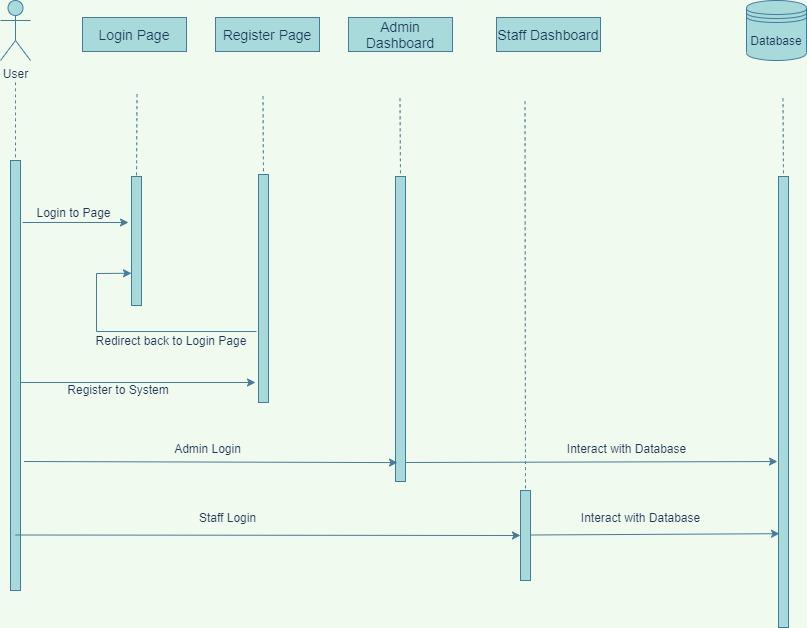 User
Login Page
Register Page
Admin
Dashboard
Staff Dashboard
Database
Login to Page
Redirect back to Login Page
Register to System
Admin Login
Interact with Database
Staff Login
Interact with Database